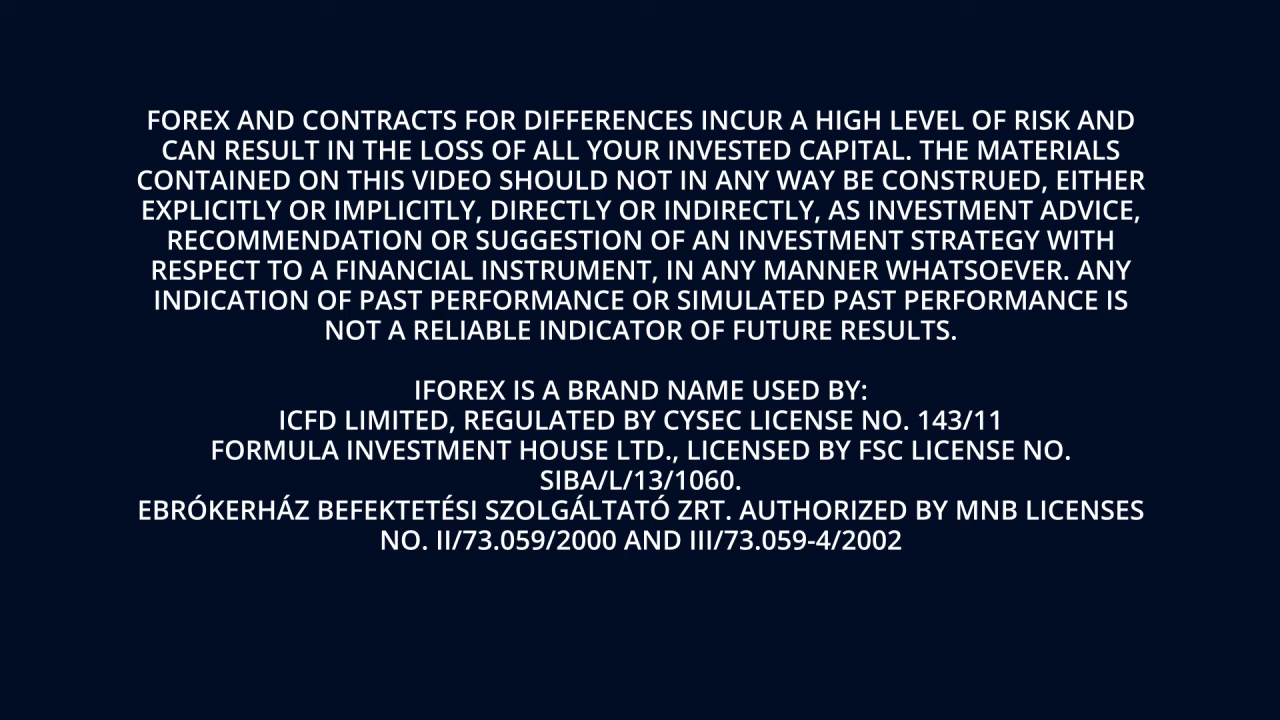 FOREX AND CONTRACTS FOR DIFFERENCES INCUR A HIGH LEVEL OF RISK AND
CAN RESULT IN THE LOSS OF ALL YOUR INVESTED CAPITAL. THE MATERIALS
CONTAINED ON THIS VIDEO SHOULD NOT IN ANY WAY BE CONSTRUED, EITHER
EXPLICITLY OR IMPLICITLY, DIRECTLY OR INDIRECTLY, AS INVESTMENT ADVICE,
RECOMMENDATION OR SUGGESTION OF AN INVESTMENT STRATEGY WITH
RESPECT TO A FINANCIAL INSTRUMENT, IN ANY MANNER WHATSOEVER. ANY
INDICATION OF PAST PERFORMANCE OR SIMULATED PAST PERFORMANCE IS
NOT A RELIABLE INDICATOR OF FUTURE RESULTS.
IFOREX IS A BRAND NAME USED BY:
ICFD LIMITED, REGULATED BY CYSEC LICENSE NO. 143/11
FORMULA INVESTMENT HOUSE LTD., LICENSED BY FSC LICENSE NO.
SIBA/L/13/1060.
EBRÓKERHÁZ BEFEKTETÉSI SZOLGÁLTATÓ ZRT. AUTHORIZED BY MNB LICENSES
NO. II/73.059/2000 AND III/73.059-4/2002